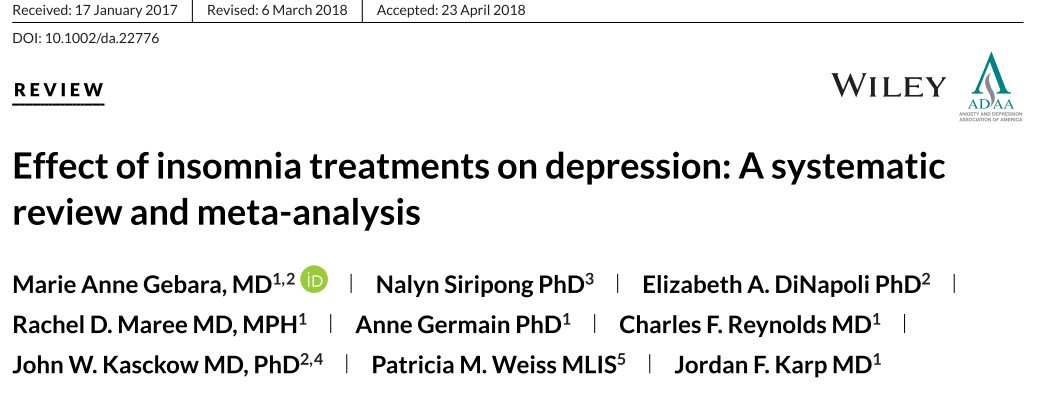 Received: 17 January 2017 | Revised: 6 March 2018 | Accepted: 23 April 2018
DOI: 10.1002/da.22776
REVIEW
WILEY
ADAA
ANXIETY AND DEPRESSION
ASSOCIATION OF AMERICA
Effect of insomnia treatments on depression: A systematic
review and meta-analysis
Marie Anne Gebara, MD1,2 iD | Nalyn Siripong PhD3 | Elizabeth A. DiNapoli PhD2 |
Rachel D. Maree MD, MPH1 | Anne Germain PhD1 | Charles F. Reynolds MD1 |
John W. Kasckow MD, PhD2,4 | Patricia M. Weiss MLIS5 | Jordan F. Karp MD1